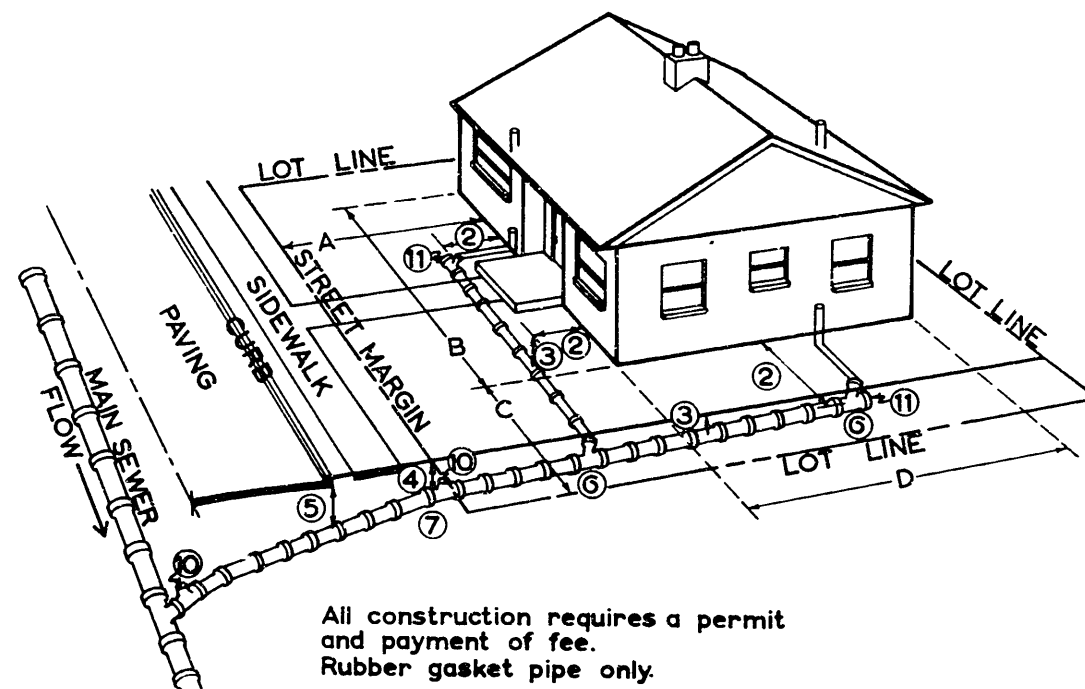 LOT LINE
A
②
⑪
STREET MARGIN
SIDEWALK
CURB
PAVING
B
③
②
LOT LINE
MAIN SEWER
FLOW
C
②
③
⑪
⑥
LOT LINE
D
④
⑩
⑥
⑤
⑦
⑩
All construction requires a permit
and payment of fee.
Rubber gasket pipe only.